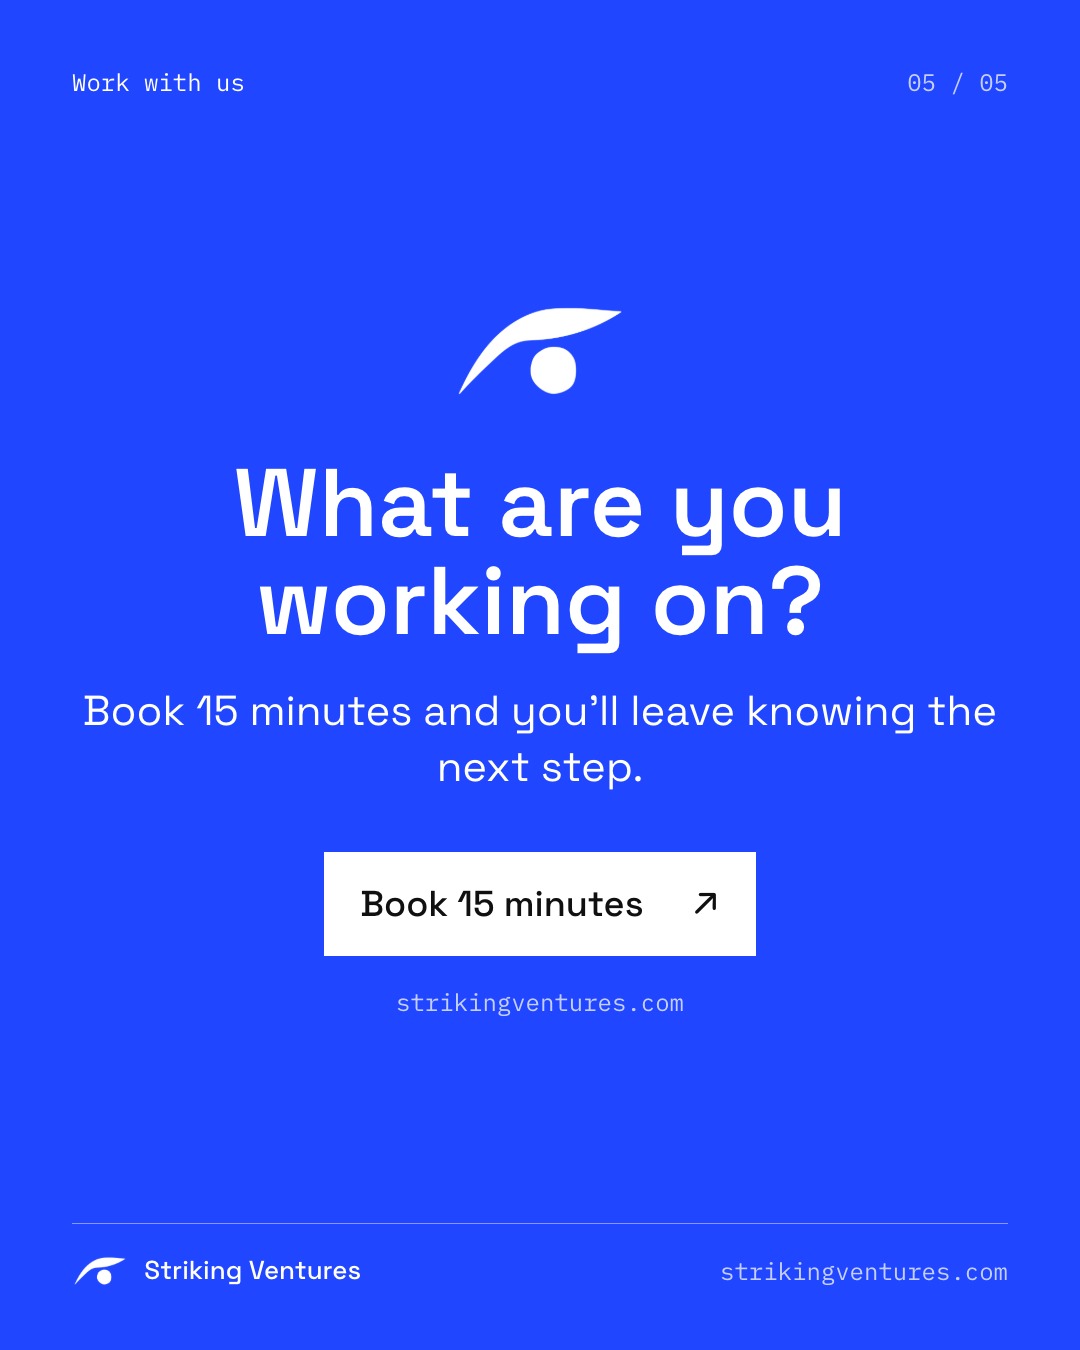 Work with us
05 / 05
What are you
working on?
Book 15 minutes and you’ll leave knowing the
next step.
Book 15 minutes
strikingventures.com
Striking Ventures
strikingventures.com